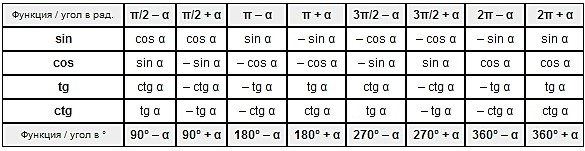 Функция / угол в рад. π/2 – α π/2 + α π – α π + α 3π/2 – α 3π/2 + α 2π – α 2π + α
sin cos α cos α sin α – sin α – cos α – cos α – sin α sin α
cos sin α – sin α – cos α – cos α – sin α sin α cos α cos α
tg ctg α – ctg α – tg α tg α ctg α – ctg α – tg α tg α
ctg tg α – tg α – ctg α ctg α tg α – tg α – ctg α ctg α
Функция / угол в ° 90° – α 90° + α 180° – α 180° + α 270° – α 270° + α 360° – α 360° + α